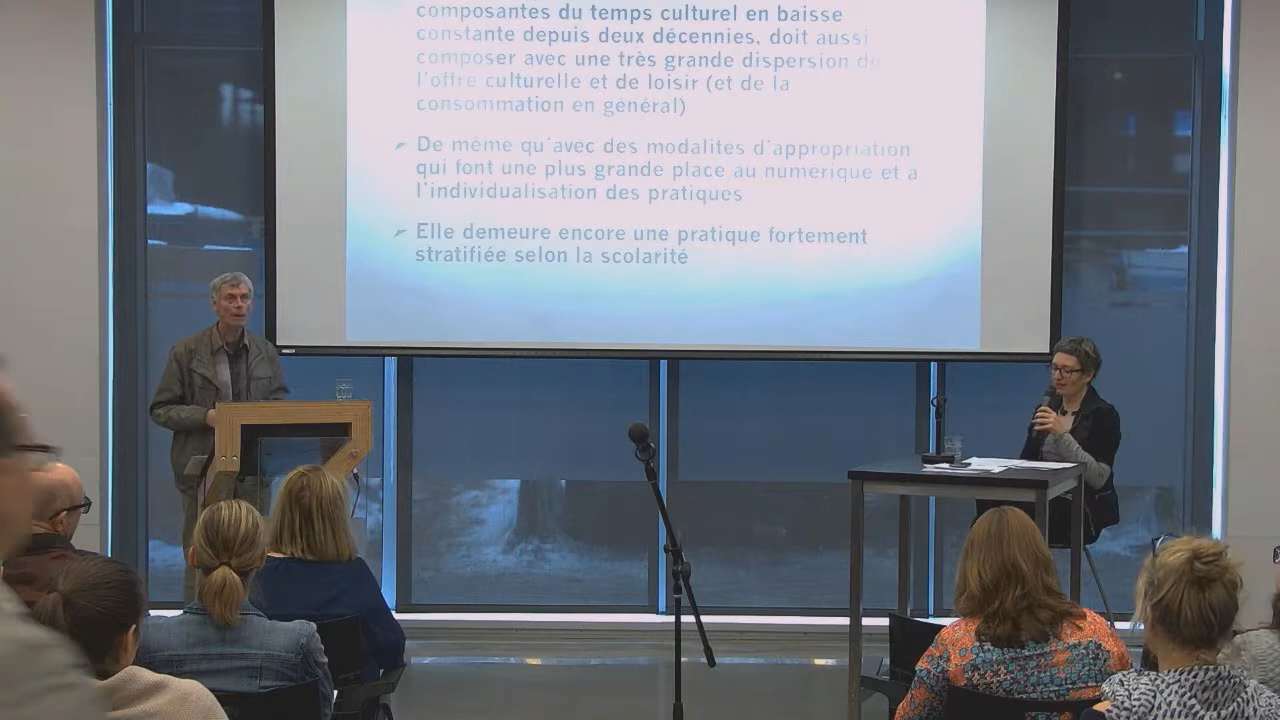 composantes du temps culturel en baisse
constante depuis deux décennies, doit aussi
composer avec une très grande dispersion de
l'offre culturelle et de loisir (et de la
consommation en général)
De même qu'avec des modalités d'appropriation
qui font une plus grande place au numérique et a
l'individualisation des pratiques
Elle demeure encore une pratique fortement
stratifiée selon la scolarité